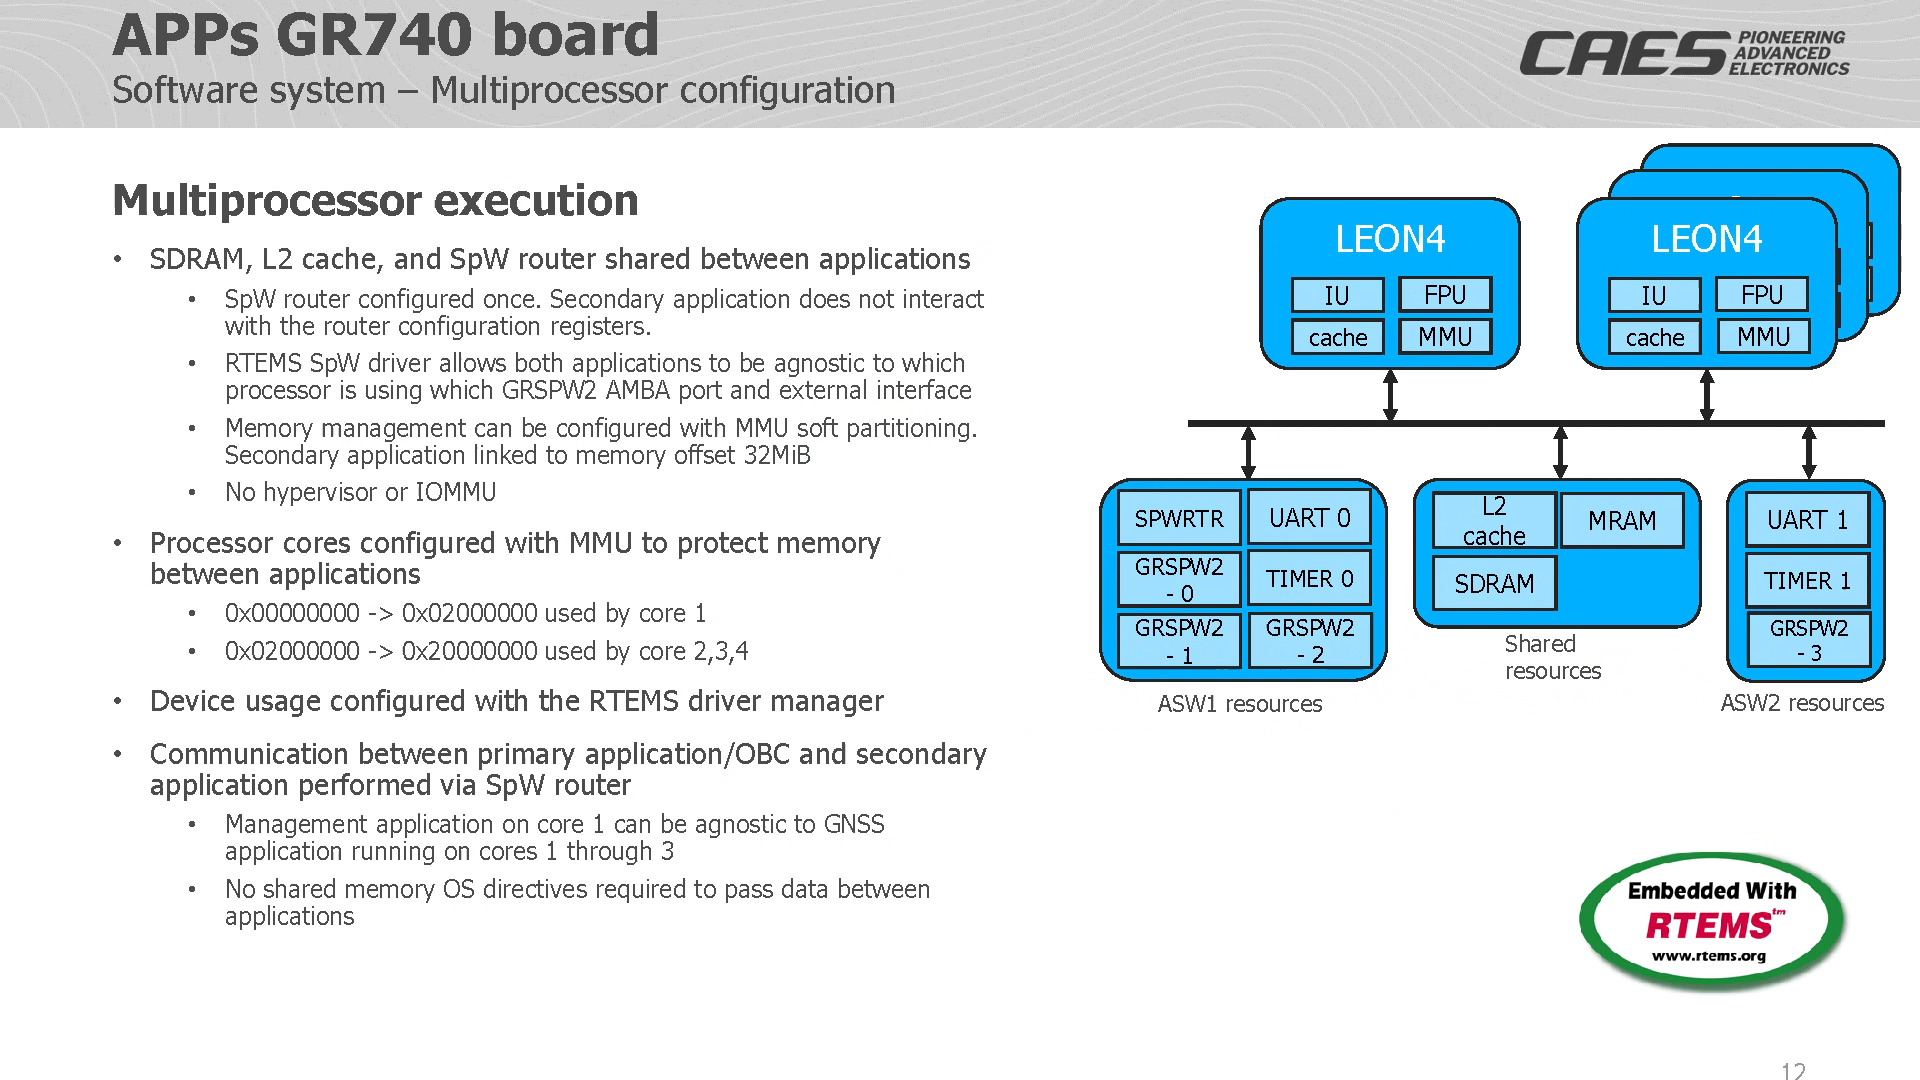 APPs GR740 board
Software system – Multiprocessor configuration
CAES PIONEERING
ADVANCED
ELECTRONICS
Multiprocessor execution
• SDRAM, L2 cache, and SpW router shared between applications
• SpW router configured once. Secondary application does not interact
with the router configuration registers.
• RTEMS SpW driver allows both applications to be agnostic to which
processor is using which GRSPW2 AMBA port and external interface
• Memory management can be configured with MMU soft partitioning.
Secondary application linked to memory offset 32MiB
• No hypervisor or IOMMU
• Processor cores configured with MMU to protect memory
between applications
• 0x00000000 -> 0x02000000 used by core 1
• 0x02000000 -> 0x20000000 used by core 2,3,4
• Device usage configured with the RTEMS driver manager
• Communication between primary application/OBC and secondary
application performed via SpW router
• Management application on core 1 can be agnostic to GNSS
application running on cores 1 through 3
• No shared memory OS directives required to pass data between
applications
LEON4
IU FPU
cache MMU
LEON4
IU FPU
cache MMU
SPWRTR UART 0
GRSPW2
- 0
TIMER 0
GRSPW2
- 1
GRSPW2
- 2
ASW1 resources
L2
cache
MRAM
SDRAM
Shared
resources
UART 1
TIMER 1
GRSPW2
- 3
ASW2 resources
Embedded With
RTEMS tm
www.rtems.org
12